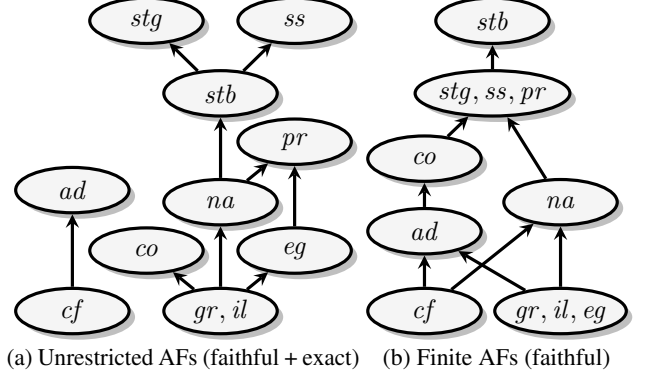 stg ss
stb
pr
ad na
co eg
cf gr, il
(a) Unrestricted AFs (faithful + exact)
stb
stg, ss, pr
co
na
ad
cf gr, il, eg
(b) Finite AFs (faithful)